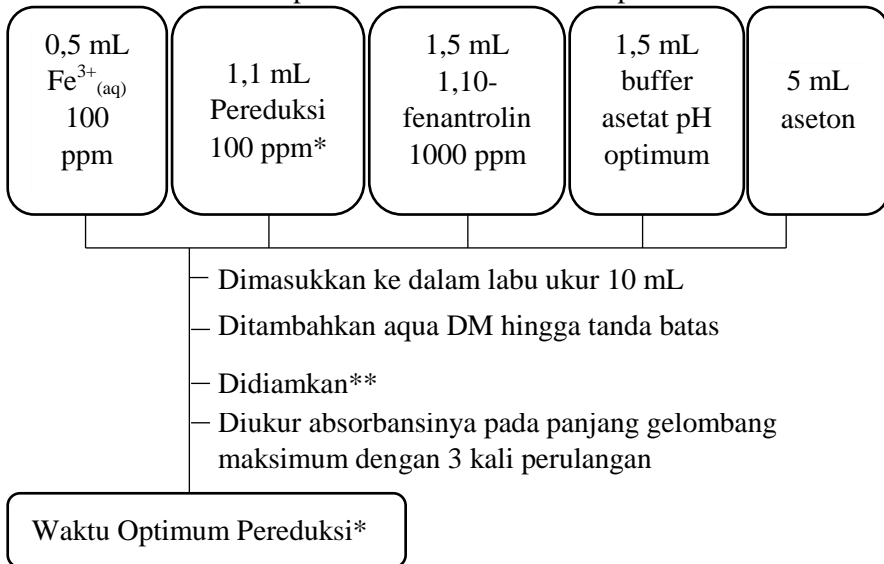 0,5 mL
Fe³⁺(aq)
100
ppm
1,1 mL
Pereduksi
100 ppm*
1,5 mL
1,10-
fenantrolin
1000 ppm
1,5 mL
buffer
asetat pH
optimum
5 mL
aseton
Dimasukkan ke dalam labu ukur 10 mL
Ditambahkan aqua DM hingga tanda batas
Didiamkan**
Diukur absorbansinya pada panjang gelombang
maksimum dengan 3 kali perulangan
Waktu Optimum Pereduksi*